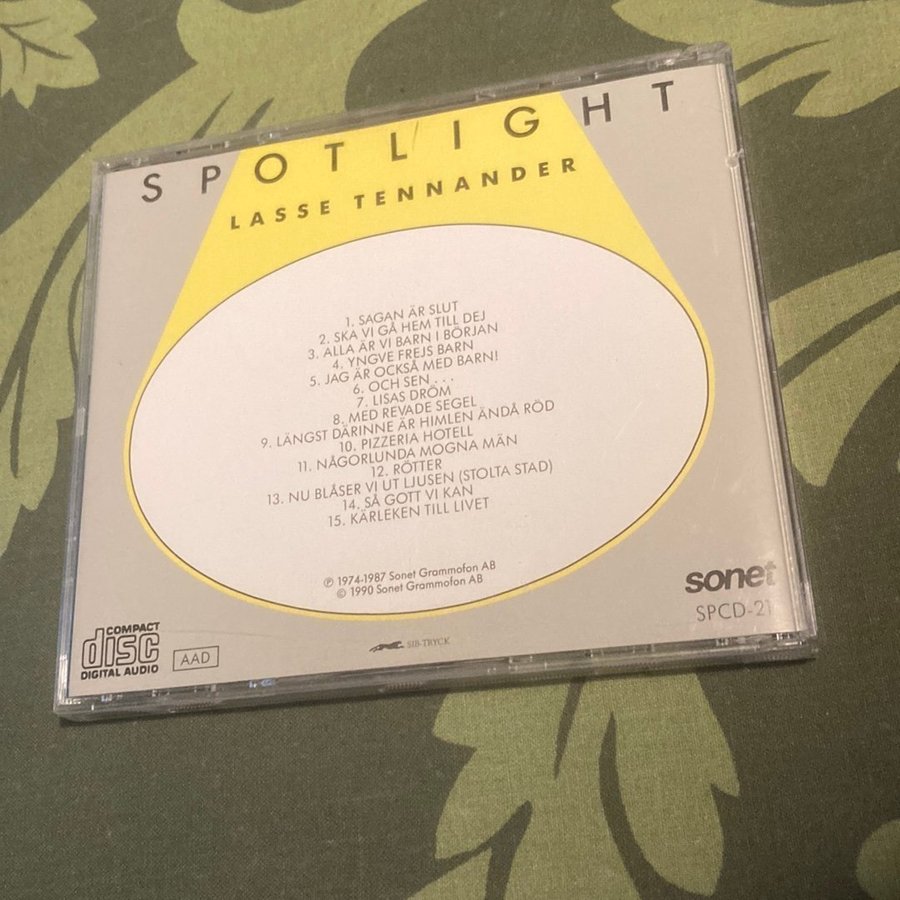 SPOTLIGHT
LASSE TENNANDER
1. SAGAN ÄR SLUT
2. SKA VI GÅ HEM TILL DEJ
3. ALLA ÄR VI BARN I BÖRJAN
4. YNGVE FREJS BARN
5. JAG ÄR OCKSÅ MED BARN!
6. OCH SEN . . .
7. LISAS DRÖM
8. MED REVADE SEGEL
9. LÄNGST DÄRINNE ÄR HIMLEN ÄNDÅ RÖD
10. PIZZERIA HOTELL
11. NÅGORLUNDA MOGNA MÄN
12. RÖTTER
13. NU BLÅSER VI UT LJUSEN (STOLTA STAD)
14. SÅ GOTT VI KAN
15. KÄRLEKEN TILL LIVET
℗ 1974-1987 Sonet Grammofon AB
© 1990 Sonet Grammofon AB
sonet
SPCD-21
COMPACT
disc
DIGITAL AUDIO
AAD
SIB-TRYCK